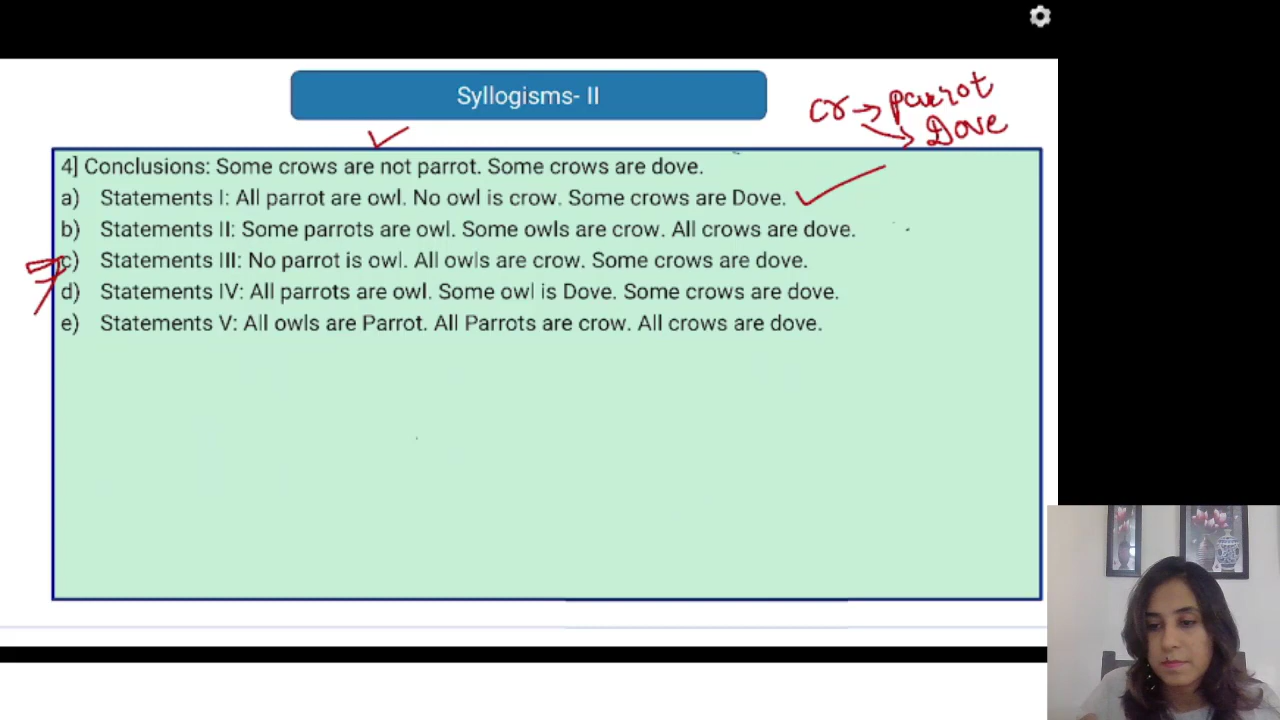 Syllogisms- II
cr → parrot
→ Dove
4] Conclusions: Some crows are not parrot. Some crows are dove.
a) Statements I: All parrot are owl. No owl is crow. Some crows are Dove.
b) Statements II: Some parrots are owl. Some owls are crow. All crows are dove.
c) Statements III: No parrot is owl. All owls are crow. Some crows are dove.
d) Statements IV: All parrots are owl. Some owl is Dove. Some crows are dove.
e) Statements V: All owls are Parrot. All Parrots are crow. All crows are dove.